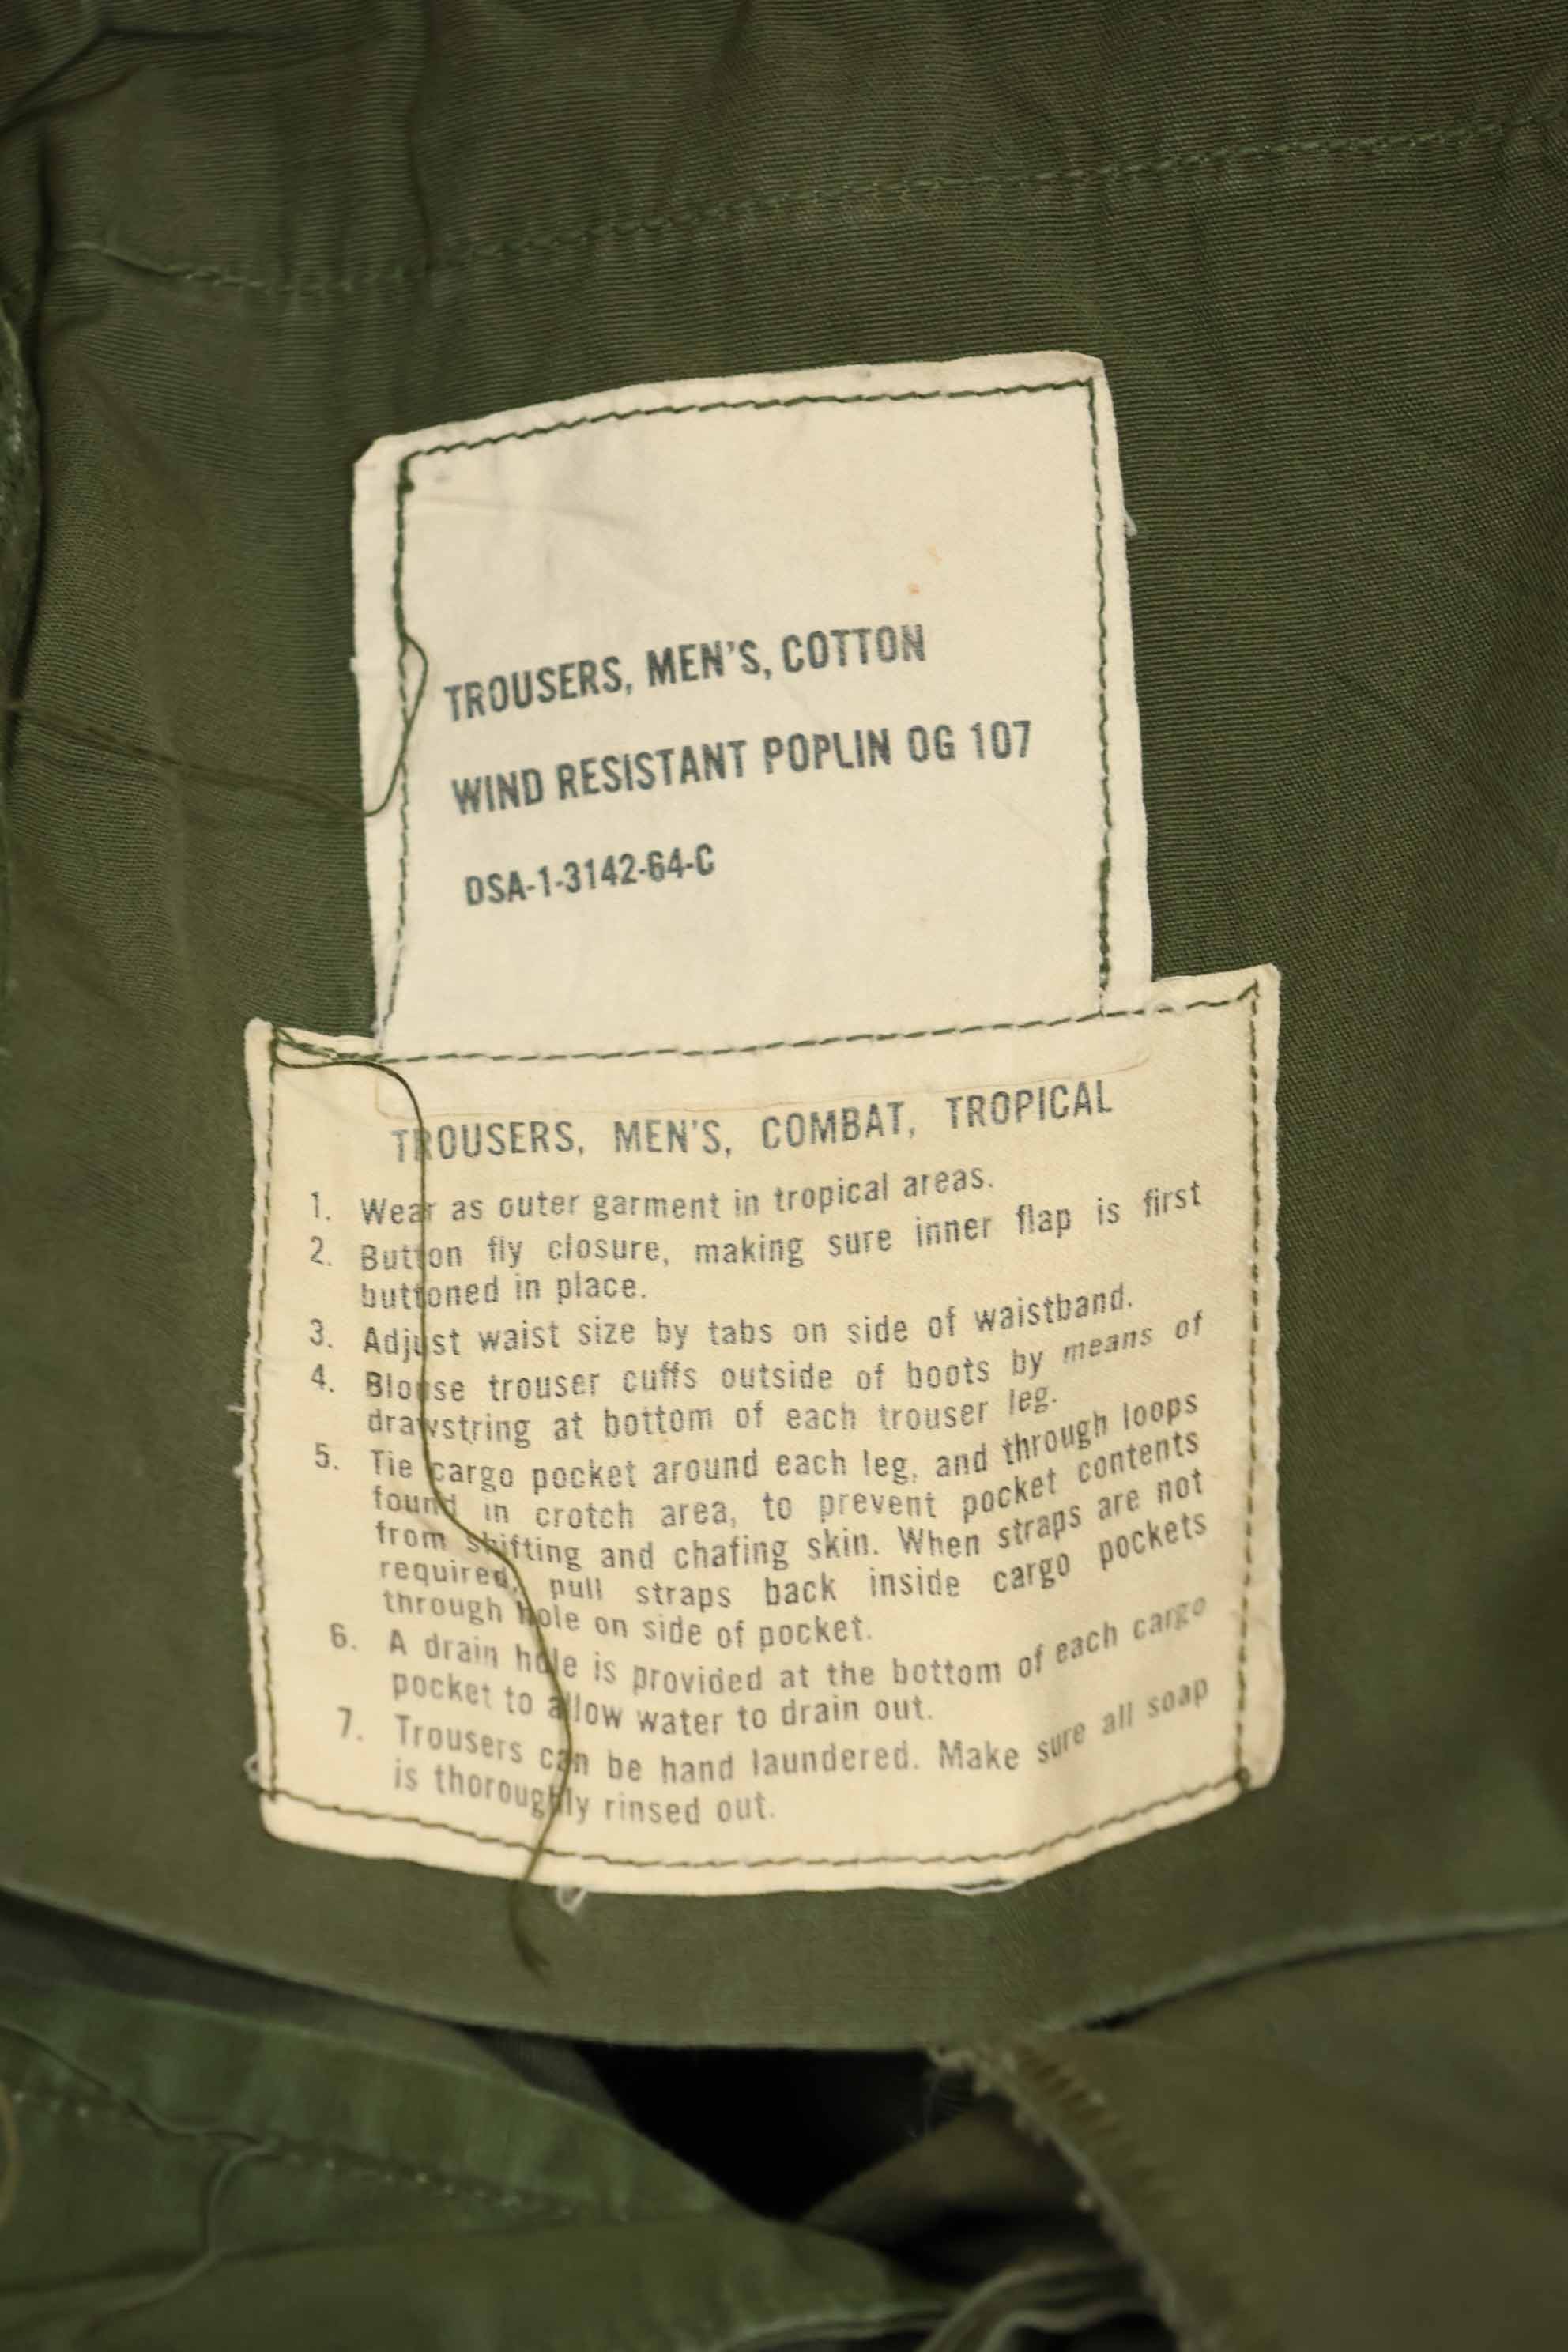 TROUSERS, MEN'S, COTTON
WIND RESISTANT POPLIN OG 107
DSA-1-3142-64-C
TROUSERS, MEN'S, COMBAT, TROPICAL
1. Wear as outer garment in tropical areas.
2. Button fly closure, making sure inner flap is first
buttoned in place.
3. Adjust waist size by tabs on side of waistband.
4. Blouse trouser cuffs outside of boots by means of
drawstring at bottom of each trouser leg.
5. Tie cargo pocket around each leg, and through loops
found in crotch area, to prevent pocket contents
from shifting and chafing skin. When straps are not
required, pull straps back inside cargo pockets
through hole on side of pocket.
6. A drain hole is provided at the bottom of each cargo
pocket to allow water to drain out.
7. Trousers can be hand laundered. Make sure all soap
is thoroughly rinsed out.